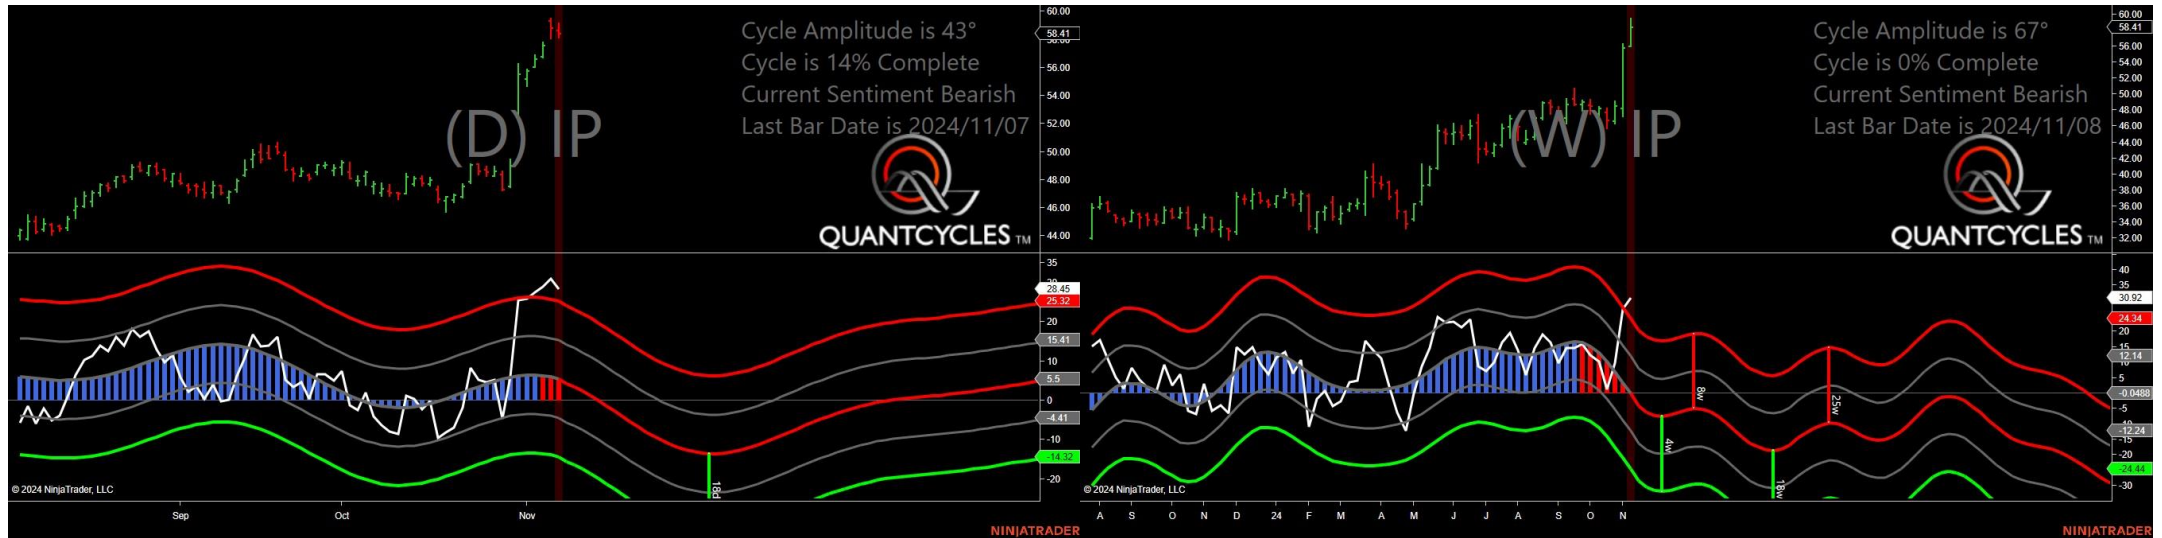 Cycle Amplitude is 43°
Cycle is 14% Complete
Current Sentiment Bearish
Last Bar Date is 2024/11/07
(D) IP
QUANTCYCLES TM
60.00
58.41
56.00
54.00
52.00
50.00
48.00
46.00
44.00
35
28.45
25.32
20
15.41
10
5.5
0
-4.41
-10
-14.32
-20
18d
© 2024 NinjaTrader, LLC
Sep Oct Nov
NINJATRADER
Cycle Amplitude is 67°
Cycle is 0% Complete
Current Sentiment Bearish
Last Bar Date is 2024/11/08
(W) IP
QUANTCYCLES TM
60.00
58.41
56.00
54.00
52.00
50.00
48.00
46.00
44.00
42.00
40.00
38.00
36.00
34.00
32.00
40
35
30.92
24.34
20
15
12.14
5
-0.0488
-5
-12.24
-15
-20
-24.44
-30
8w
25w
4w
18w
© 2024 NinjaTrader, LLC
A S O N D 24 F M A M J J A S O N
NINJATRADER